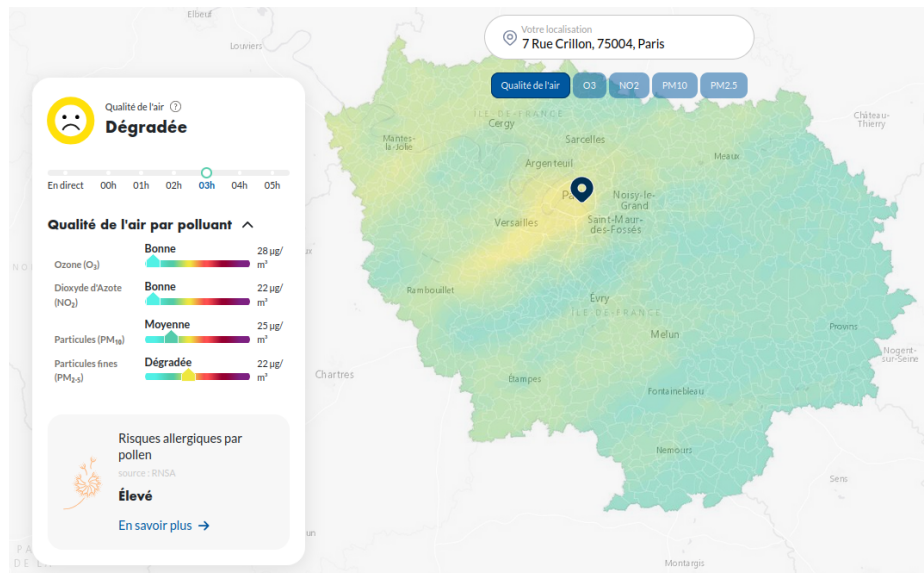 Elbeuf
Louviers
Votre localisation
7 Rue Crillon, 75004, Paris
Qualité de l'air
O3
NO2
PM10
PM2.5
Qualité de l'air ?
Dégradée
En direct 00h 01h 02h 03h 04h 05h
Qualité de l'air par polluant
Bonne
Ozone (O₃)
28 µg/
m³
Bonne
Dioxyde d'Azote
(NO₂)
22 µg/
m³
Moyenne
Particules (PM₁₀)
25 µg/
m³
Dégradée
Particules fines
(PM₂.₅)
22 µg/
m³
Risques allergiques par
pollen
source : RNSA
Élevé
En savoir plus →
ÎLE-DE-FRANCE
Cergy
Mantes-
la-Jolie
Sarcelles
Argenteuil
Meaux
Château-
Thierry
Noisy-le-
Grand
Versailles
Saint-Maur-
des-Fossés
Rambouillet
Évry
ÎLE-DE-FRANCE
Melun
Provins
Nogent-
sur-Seine
Chartres
Étampes
Fontainebleau
Nemours
Sens
Montargis